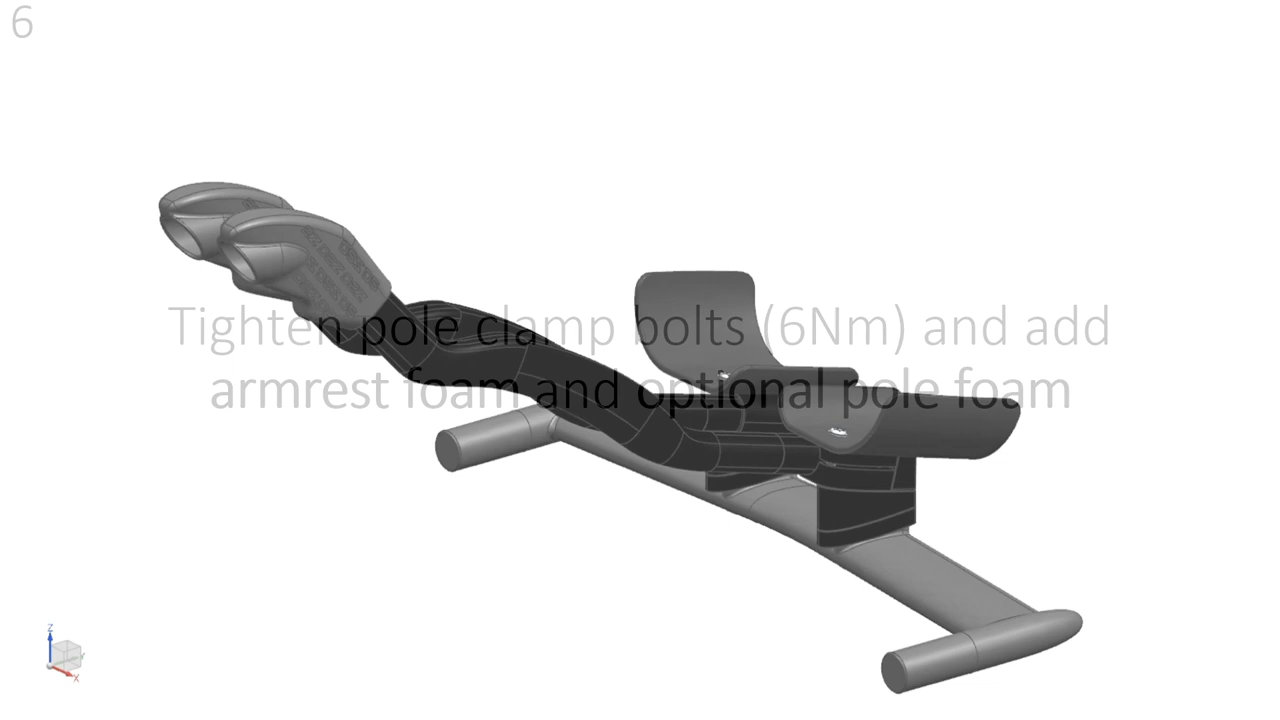 6
Tighten pole clamp bolts (6Nm) and add
armrest foam and optional pole foam
Z
Y
X